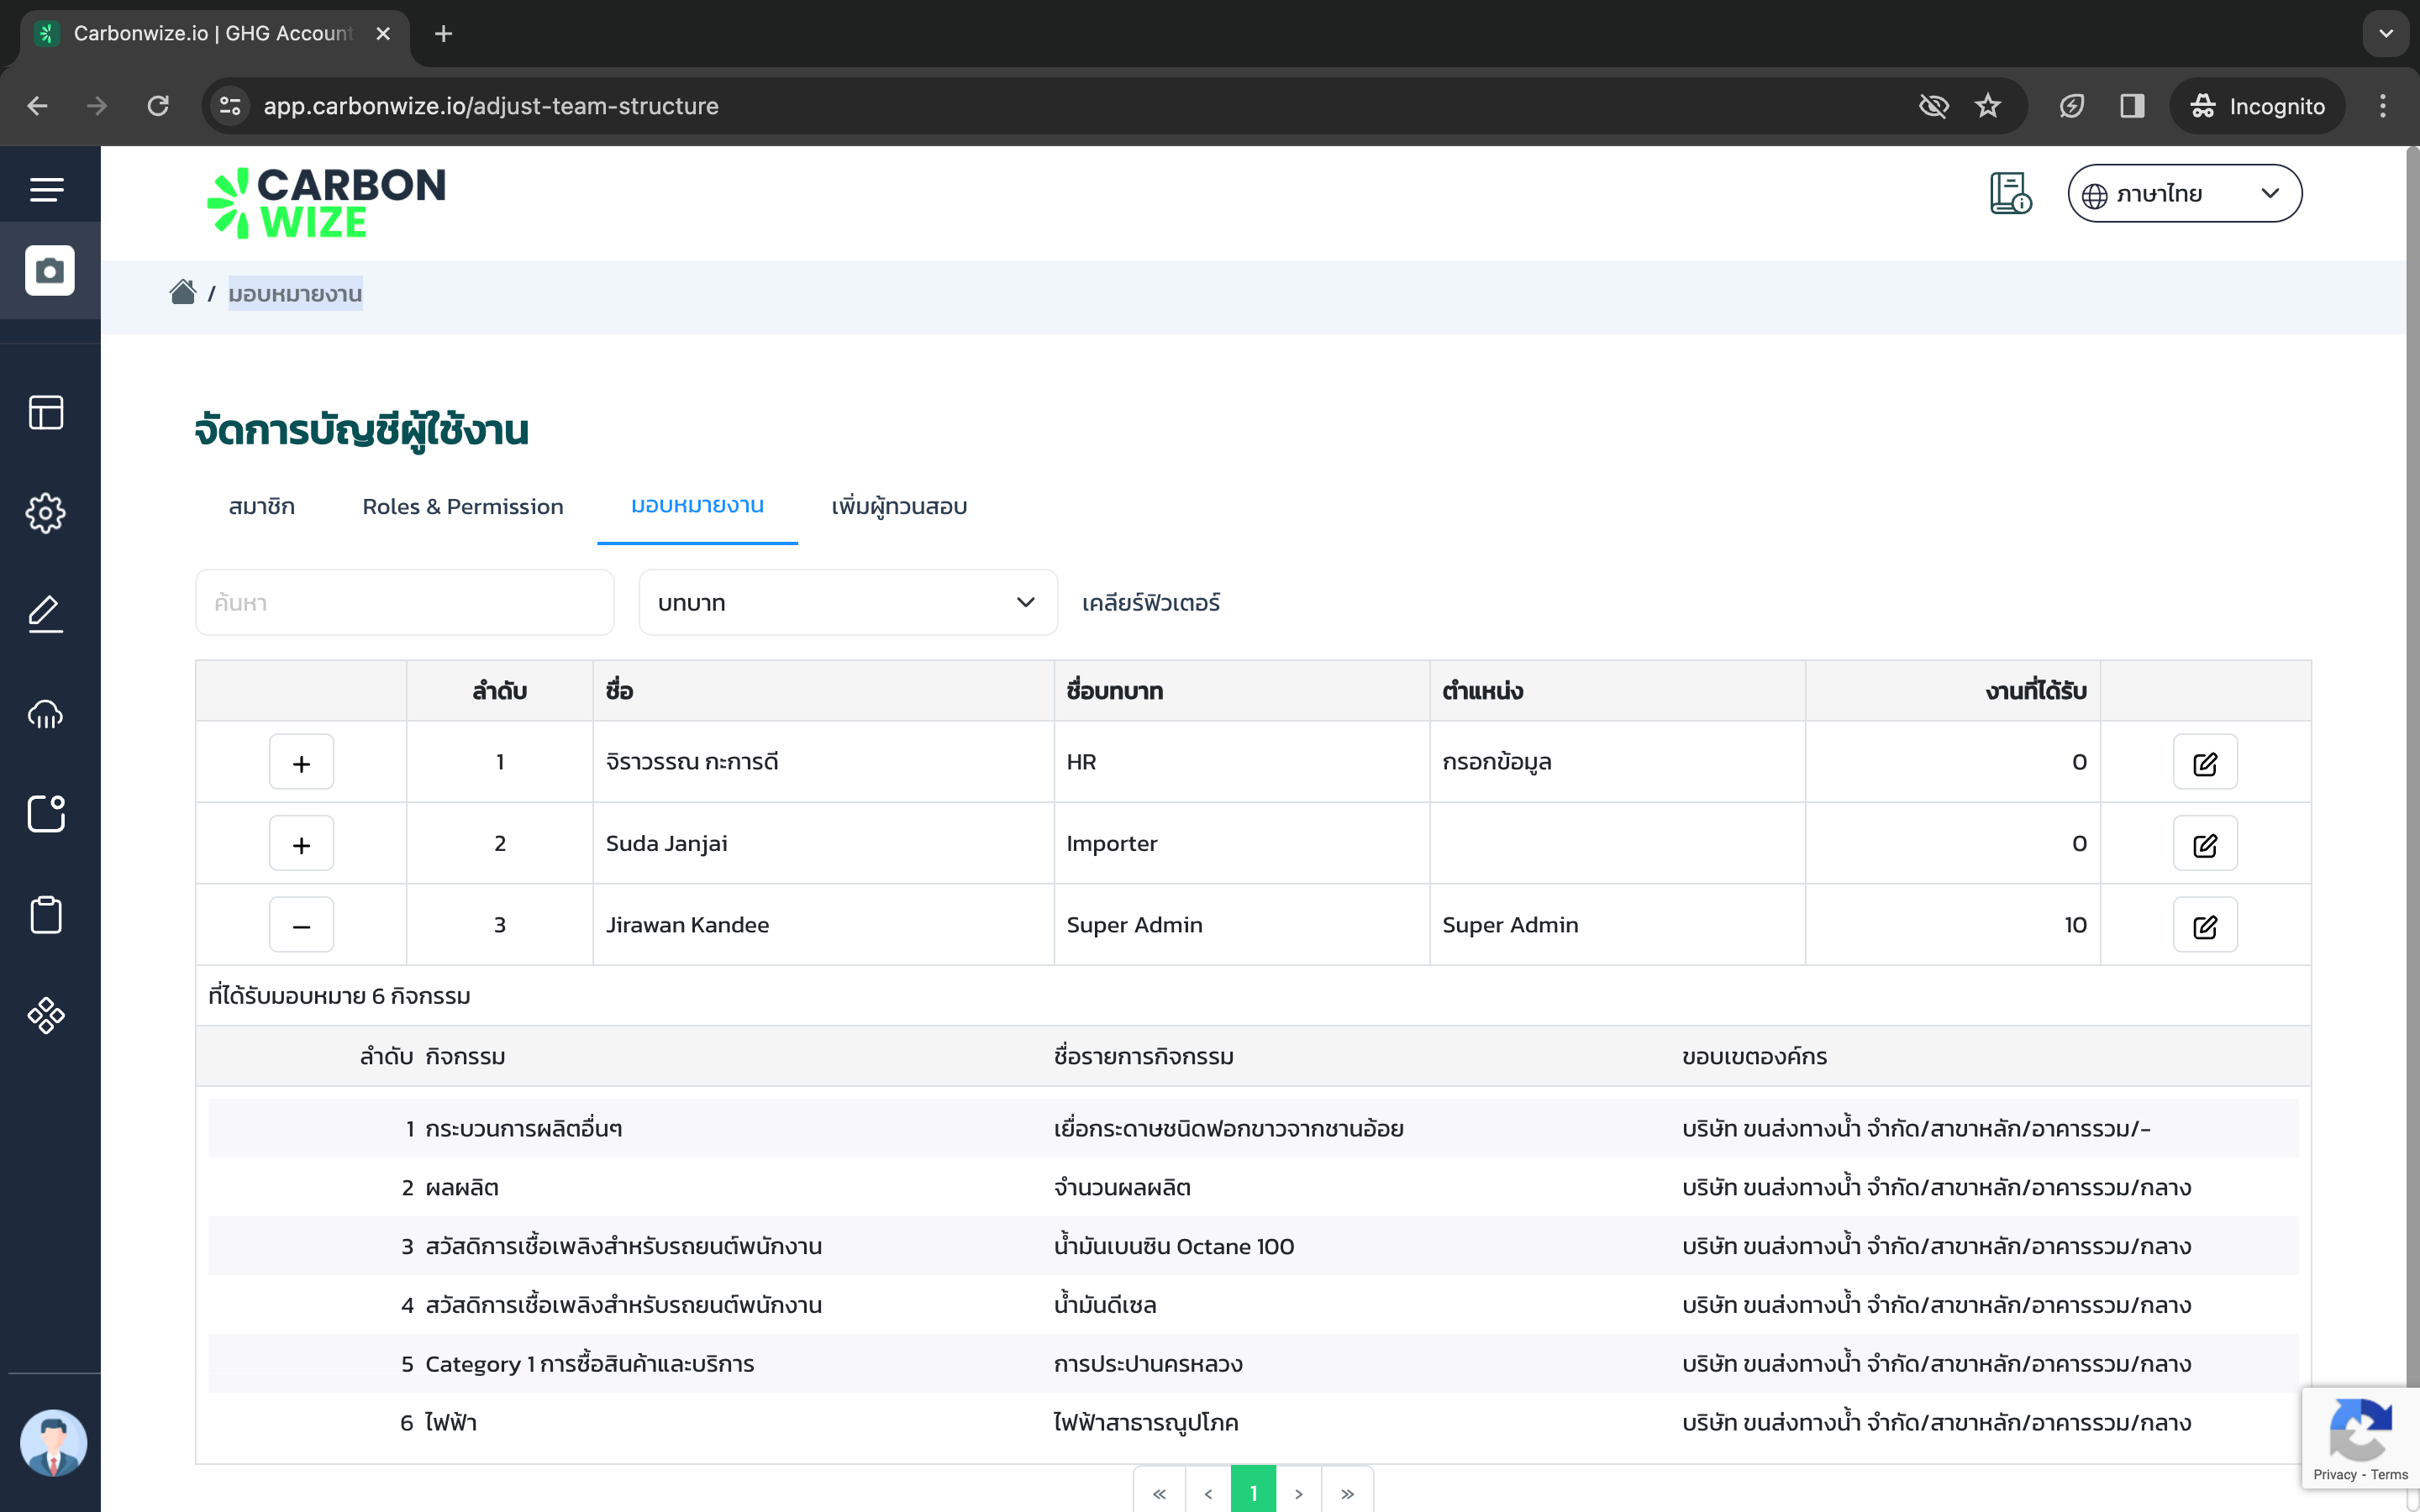 Carbonwize.io | GHG Account
app.carbonwize.io/adjust-team-structure
Incognito
CARBON
WIZE
ภาษาไทย
/ มอบหมายงาน
จัดการบัญชีผู้ใช้งาน
สมาชิก Roles & Permission มอบหมายงาน เพิ่มผู้ทวนสอบ
ค้นหา บทบาท เคลียร์ฟิวเตอร์
ลำดับ ชื่อ ชื่อบทบาท ตำแหน่ง งานที่ได้รับ
1 จิราวรรณ กะการดี HR กรอกข้อมูล 0
2 Suda Janjai Importer 0
3 Jirawan Kandee Super Admin Super Admin 10
ที่ได้รับมอบหมาย 6 กิจกรรม
ลำดับ กิจกรรม ชื่อรายการกิจกรรม ขอบเขตองค์กร
1 กระบวนการผลิตอื่นๆ เยื่อกระดาษชนิดฟอกขาวจากชานอ้อย บริษัท ขนส่งทางน้ำ จำกัด/สาขาหลัก/อาคารรวม/-
2 ผลผลิต จำนวนผลผลิต บริษัท ขนส่งทางน้ำ จำกัด/สาขาหลัก/อาคารรวม/กลาง
3 สวัสดิการเชื้อเพลิงสำหรับรถยนต์พนักงาน น้ำมันเบนซิน Octane 100 บริษัท ขนส่งทางน้ำ จำกัด/สาขาหลัก/อาคารรวม/กลาง
4 สวัสดิการเชื้อเพลิงสำหรับรถยนต์พนักงาน น้ำมันดีเซล บริษัท ขนส่งทางน้ำ จำกัด/สาขาหลัก/อาคารรวม/กลาง
5 Category 1 การซื้อสินค้าและบริการ การประปานครหลวง บริษัท ขนส่งทางน้ำ จำกัด/สาขาหลัก/อาคารรวม/กลาง
6 ไฟฟ้า ไฟฟ้าสาธารณูปโภค บริษัท ขนส่งทางน้ำ จำกัด/สาขาหลัก/อาคารรวม/กลาง
« ‹ 1 › »
Privacy - Terms